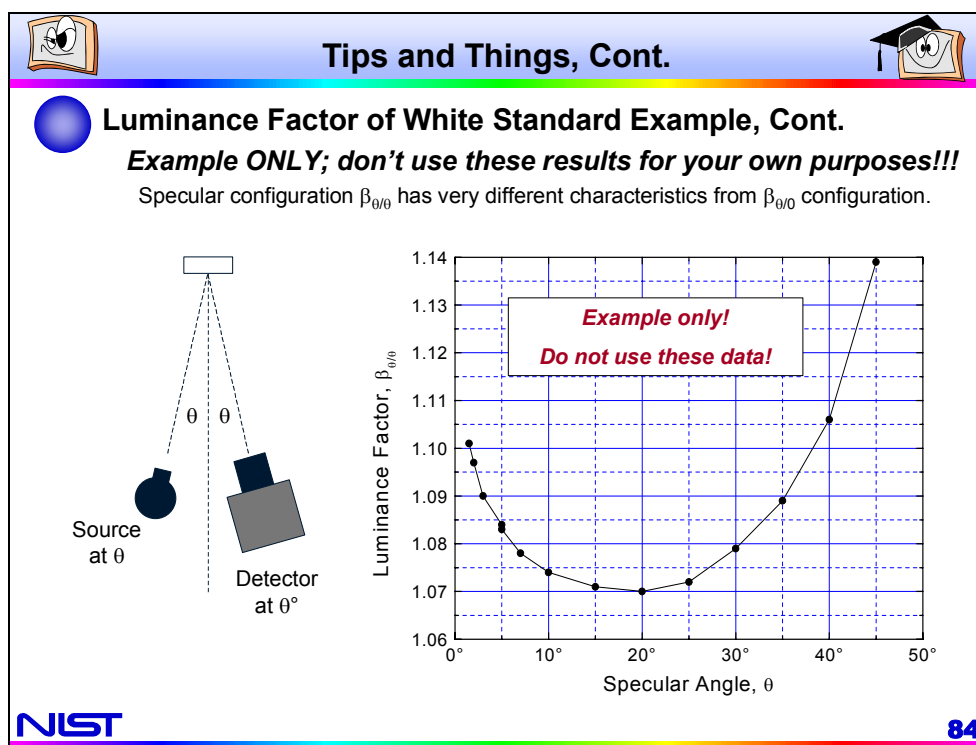 Tips and Things, Cont.
Luminance Factor of White Standard Example, Cont.
Example ONLY; don't use these results for your own purposes!!!
Specular configuration βθ/θ has very different characteristics from βθ/0 configuration.
θ θ
Source
at θ
Detector
at θ°
Luminance Factor, βθ/θ
1.14
1.13
1.12
1.11
1.10
1.09
1.08
1.07
1.06
Example only!
Do not use these data!
0° 10° 20° 30° 40° 50°
Specular Angle, θ
NIST
84